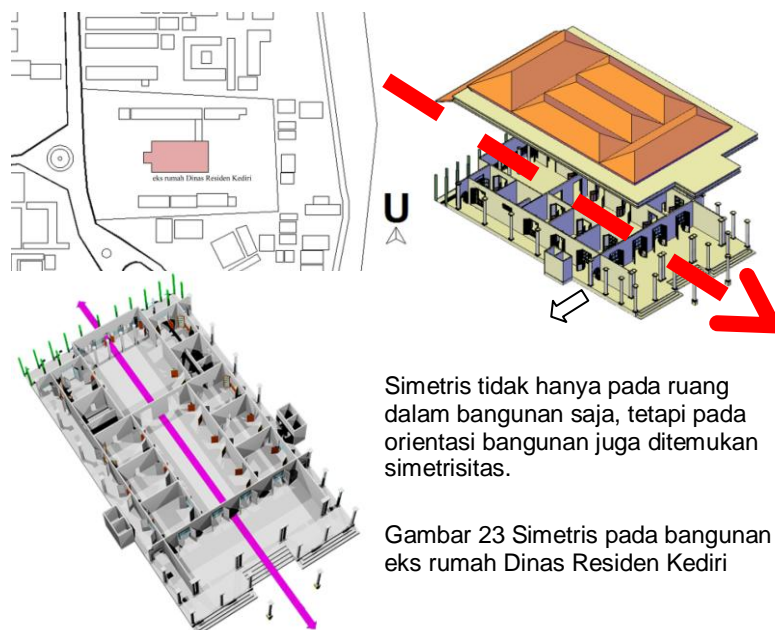 eks rumah Dinas Residen Kediri
U
Simetris tidak hanya pada ruang
dalam bangunan saja, tetapi pada
orientasi bangunan juga ditemukan
simetrisitas.
Gambar 23 Simetris pada bangunan
eks rumah Dinas Residen Kediri